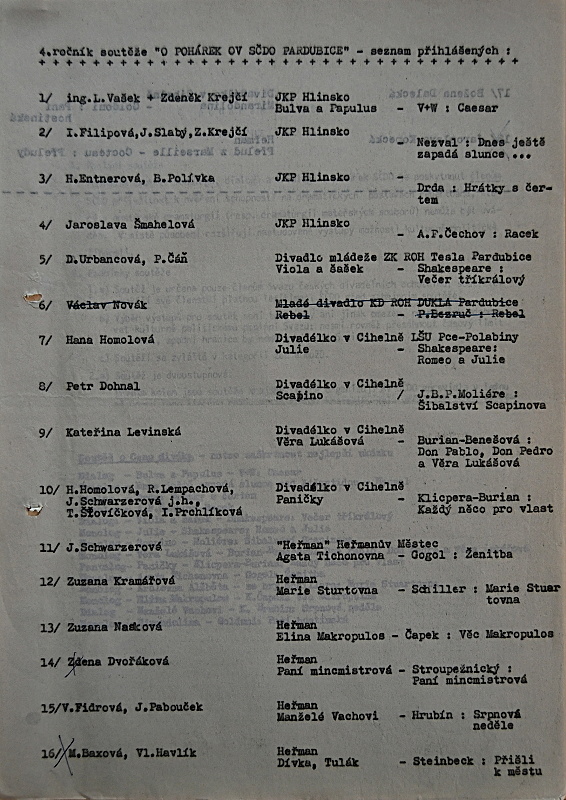 4.ročník soutěže "O POHÁREK OV SČDO PARDUBICE" - seznam přihlášených :
1/ ing.L.Vašek + Zdeněk Krejčí JKP Hlinsko
Bulva a Papulus - V+W : Caesar
2/ I.Filipová,J.Slabý,Z.Krejčí JKP Hlinsko
- Nezval : Dnes ještě
zapadá slunce ...
3/ H.Entnerová, B.Polívka JKP Hlinsko
- Drda : Hrátky s čer-
tem
4/ Jaroslava Šmahelová JKP Hlinsko
- A.P.Čechov : Racek
5/ D.Urbancová, P.Čáň Divadlo mládeže ZK ROH Tesla Pardubice
Viola a šašek - Shakespeare :
Večer tříkrálový
6/ Václav Novák Mladé divadlo KD ROH DUKLA Pardubice
Rebel - P.Bezruč : Rebel
7/ Hana Homolová Divadélko v Cihelně LŠU Pce-Polabiny
Julie - Shakespeare:
Romeo a Julie
8/ Petr Dohnal Divadélko v Cihelně
Scapino / J.B.P.Moliére :
Šibalství Scapinova
9/ Kateřina Levinská Divadélko v Cihelně
Věra Lukášová - Burian-Benešová :
Don Pablo, Don Pedro
a Věra Lukášová
10/ H.Homolová, R.Lempachová, Divadélko v Cihelně
J.Schwarzerová j.h., Paničky - Klicpera-Burian :
T.Šťovíčková, I.Prchlíková Každý něco pro vlast
11/ J.Schwarzerová "Heřman" Heřmanův Městec
Agata Tichonovna - Gogol : Ženitba
12/ Zuzana Kramářová Heřman
Marie Sturtovna - Schiller : Marie Stuar
tovna
13/ Zuzana Nasková Heřman
Elina Makropulos - Čapek : Věc Makropulos
14/ Zdena Dvořáková Heřman
Paní mincmistrová - Stroupežnický :
Paní mincmistrová
15/V.Fidrová, J.Pabouček Heřman
Manželé Vachovi - Hrubín : Srpnová
neděle
16/ M.Baxová, Vl.Havlík Heřman
Dívka, Tulák - Steinbeck : Přišli
k městu